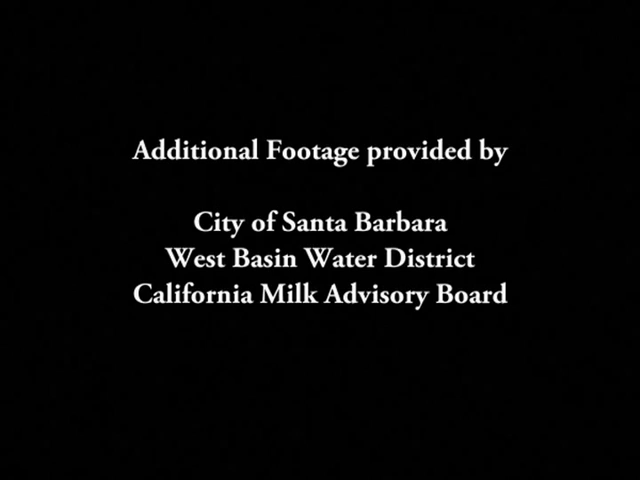 Additional Footage provided by
City of Santa Barbara
West Basin Water District
California Milk Advisory Board